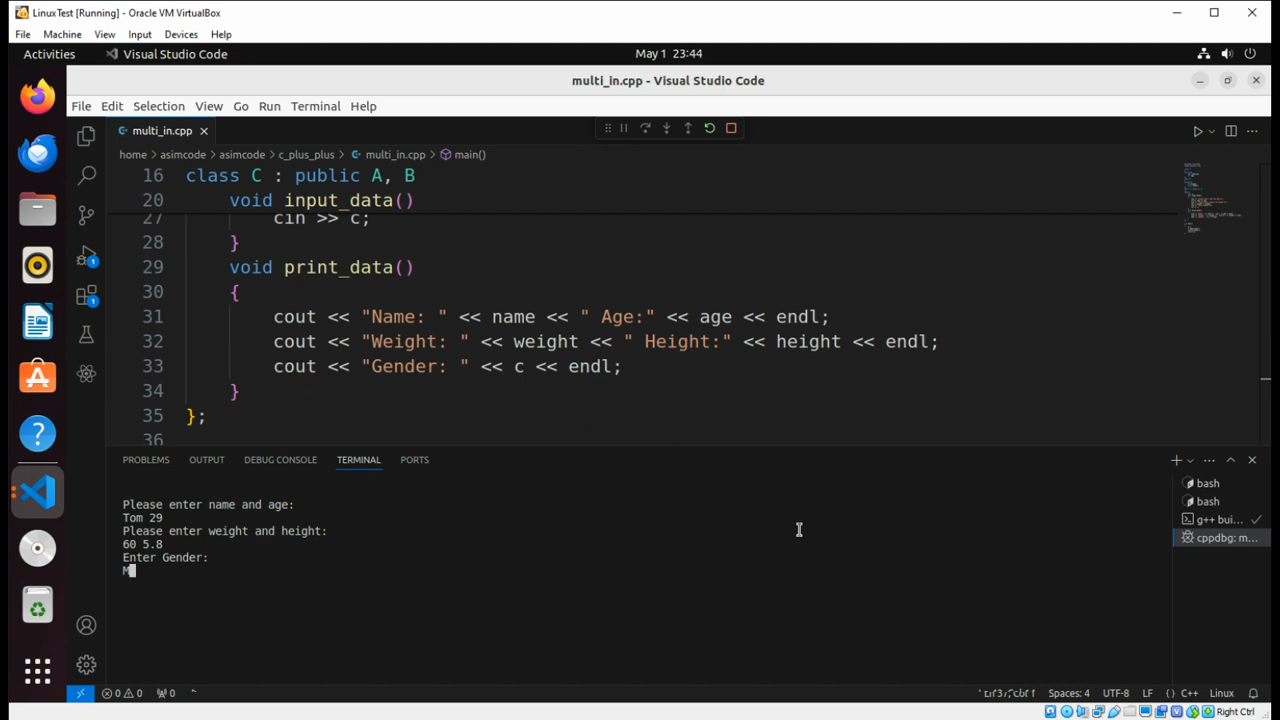 LinuxTest [Running] - Oracle VM VirtualBox
File Machine View Input Devices Help
Activities Visual Studio Code May 1 23:44
multi_in.cpp - Visual Studio Code
File Edit Selection View Go Run Terminal Help
multi_in.cpp
home > asimcode > asimcode > c_plus_plus > multi_in.cpp > main()
16 class C : public A, B
20 void input_data()
27 cin >> c;
28 }
29 void print_data()
30 {
31 cout << "Name: " << name << " Age:" << age << endl;
32 cout << "Weight: " << weight << " Height:" << height << endl;
33 cout << "Gender: " << c << endl;
34 }
35 };
36
PROBLEMS OUTPUT DEBUG CONSOLE TERMINAL PORTS
Please enter name and age:
Tom 29
Please enter weight and height:
60 5.8
Enter Gender:
M
bash
bash
g++ bui...
cppdbg: m...
0 0 0 Spaces: 4 UTF-8 LF {} C++ Linux
Right Ctrl